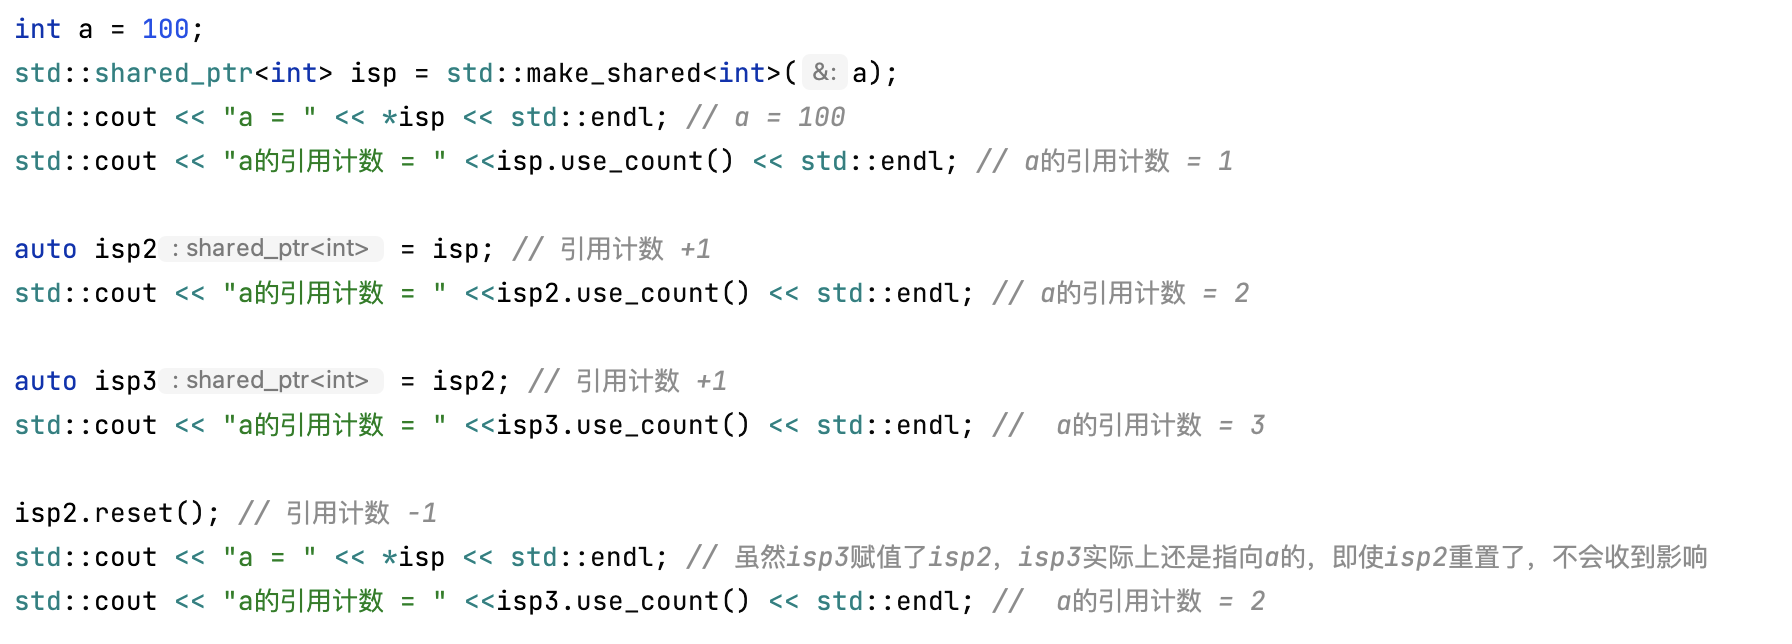 int a = 100;
std::shared_ptr<int> isp = std::make_shared<int>( &: a);
std::cout << "a = " << *isp << std::endl; // a = 100
std::cout << "a的引用计数 = " <<isp.use_count() << std::endl; // a的引用计数 = 1
auto isp2 : shared_ptr<int> = isp; // 引用计数 +1
std::cout << "a的引用计数 = " <<isp2.use_count() << std::endl; // a的引用计数 = 2
auto isp3 : shared_ptr<int> = isp2; // 引用计数 +1
std::cout << "a的引用计数 = " <<isp3.use_count() << std::endl; //  a的引用计数 = 3
isp2.reset(); // 引用计数 -1
std::cout << "a = " << *isp << std::endl; // 虽然isp3赋值了isp2，isp3实际上还是指向a的，即使isp2重置了，不会收到影响
std::cout << "a的引用计数 = " <<isp3.use_count() << std::endl; //  a的引用计数 = 2